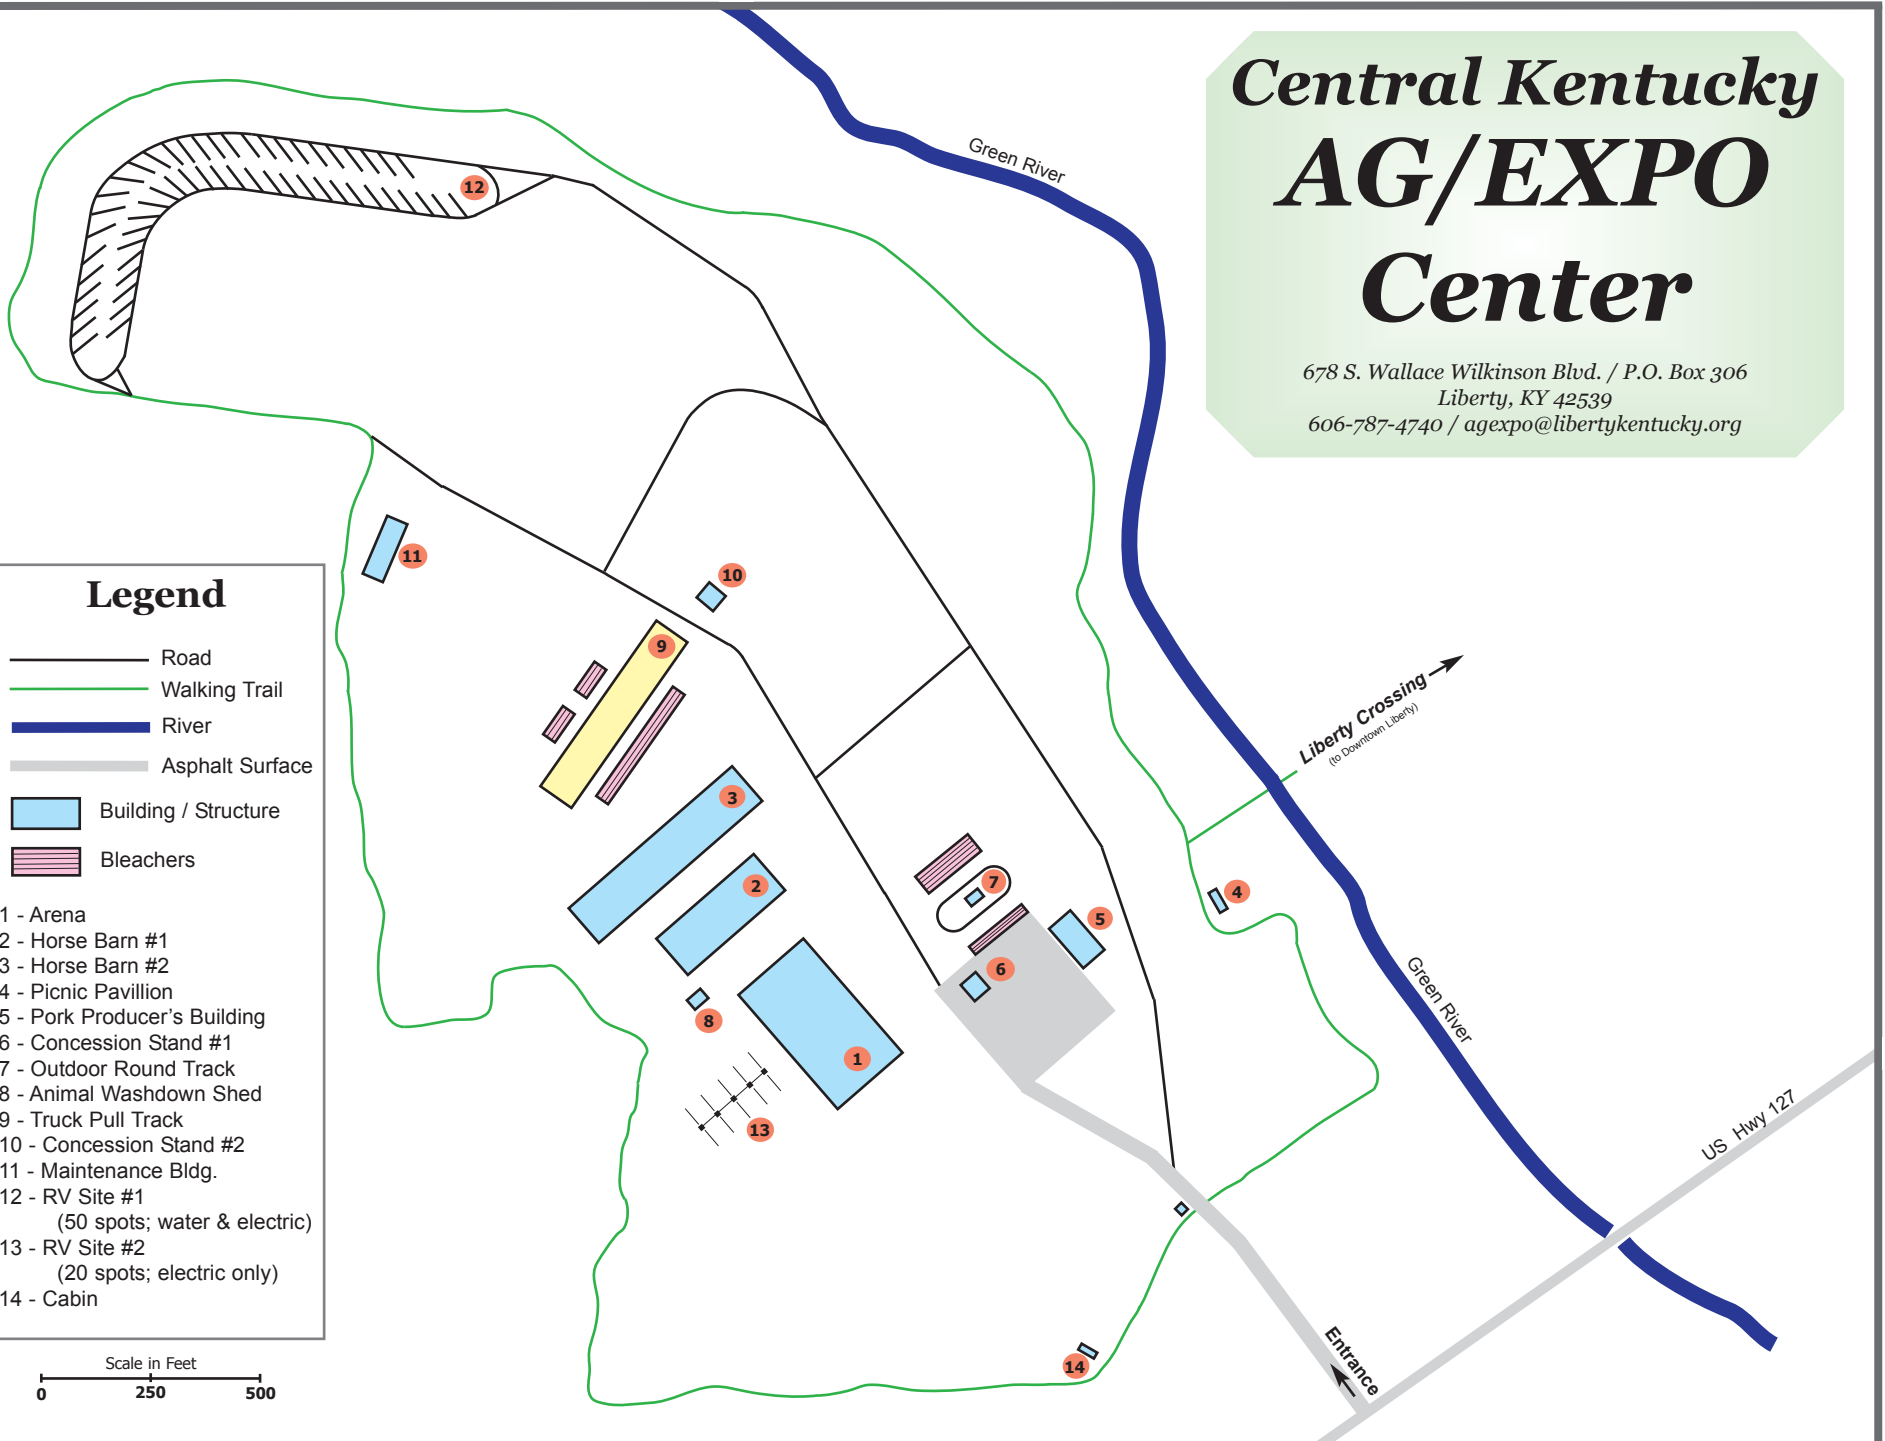 Central Kentucky
AG/EXPO
Center
678 S. Wallace Wilkinson Blvd. / P.O. Box 306
Liberty, KY 42539
606-787-4740 / agexpo@libertykentucky.org
Green River
12
11
10
9
3
2
7
4
5
6
8
1
13
14
Liberty Crossing
(to Downtown Liberty)
Green River
US Hwy 127
Entrance
Legend
Road
Walking Trail
River
Asphalt Surface
Building / Structure
Bleachers
1 - Arena
2 - Horse Barn #1
3 - Horse Barn #2
4 - Picnic Pavillion
5 - Pork Producer's Building
6 - Concession Stand #1
7 - Outdoor Round Track
8 - Animal Washdown Shed
9 - Truck Pull Track
10 - Concession Stand #2
11 - Maintenance Bldg.
12 - RV Site #1
(50 spots; water & electric)
13 - RV Site #2
(20 spots; electric only)
14 - Cabin
Scale in Feet
0 250 500